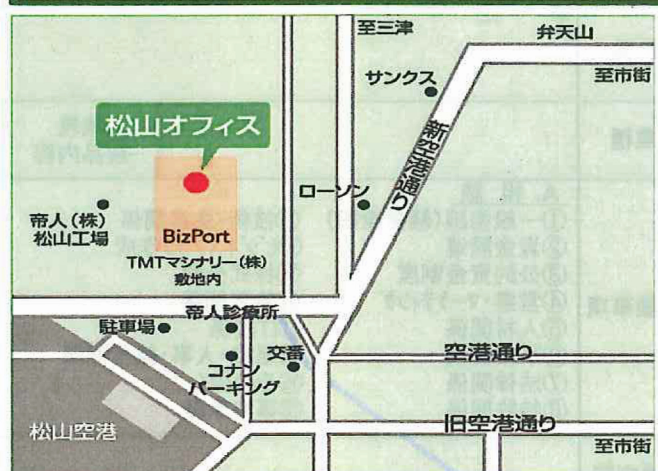 至三津
弁天山
至市街
サンクス
新空港通り
松山オフィス
ローソン
帝人（株）
松山工場
BizPort
TMTマシナリー（株）
敷地内
帝人診療所
駐車場
交番
コナン
パーキング
空港通り
松山空港
旧空港通り
至市街